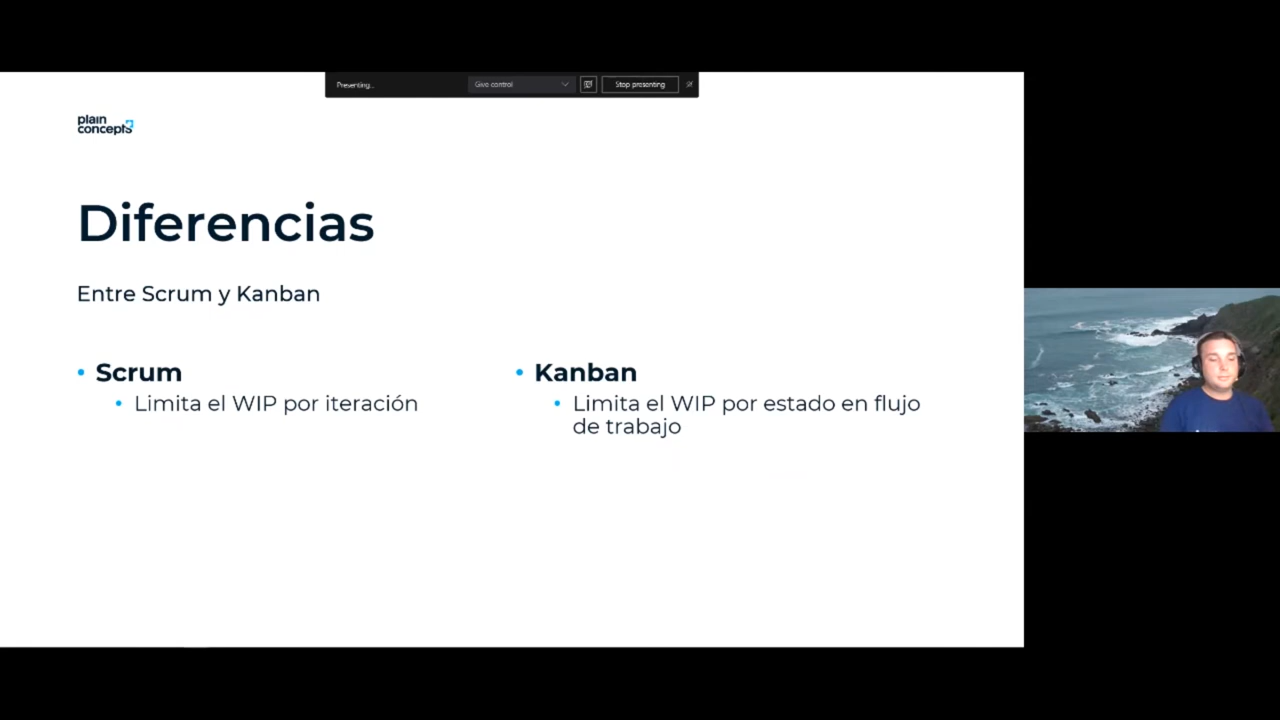 Presenting...
Give control
Stop presenting
plain
concepts
Diferencias
Entre Scrum y Kanban
Scrum
Limita el WIP por iteración
Kanban
Limita el WIP por estado en flujo
de trabajo